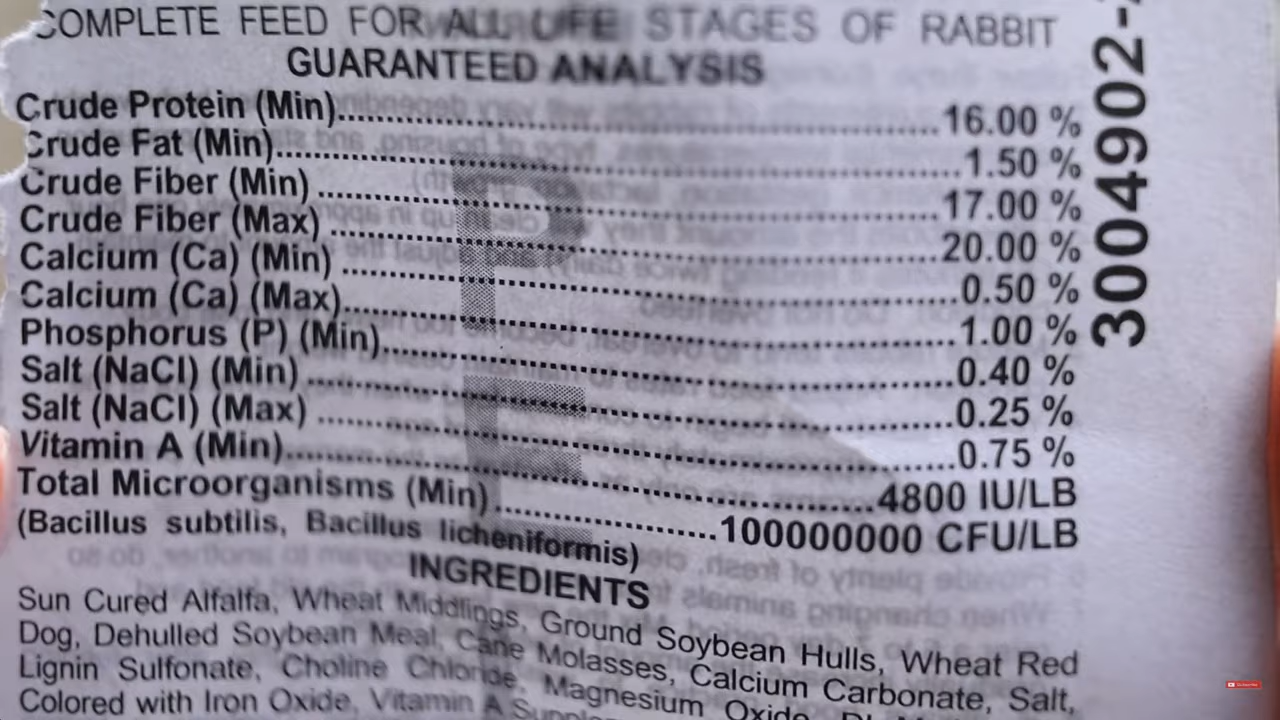 COMPLETE FEED FOR ALL LIFE STAGES OF RABBIT
GUARANTEED ANALYSIS
Crude Protein (Min)....................16.00 %
Crude Fat (Min)....................1.50 %
Crude Fiber (Min) ....................17.00 %
Crude Fiber (Max) ....................20.00 %
Calcium (Ca) (Min) ....................0.50 %
Calcium (Ca) (Max)....................1.00 %
Phosphorus (P) (Min)....................0.40 %
Salt (NaCl) (Min) ....................0.25 %
Salt (NaCl) (Max) ....................0.75 %
Vitamin A (Min)....................4800 IU/LB
Total Microorganisms (Min)....................100000000 CFU/LB
(Bacillus subtilis, Bacillus licheniformis)
INGREDIENTS
Sun Cured Alfalfa, Wheat Middlings, Ground Soybean Hulls, Wheat Red
Dog, Dehulled Soybean Meal, Cane Molasses, Calcium Carbonate, Salt,
Lignin Sulfonate, Choline Chloride, Magnesium Oxide,
Colored with Iron Oxide, Vitamin A
3004902-